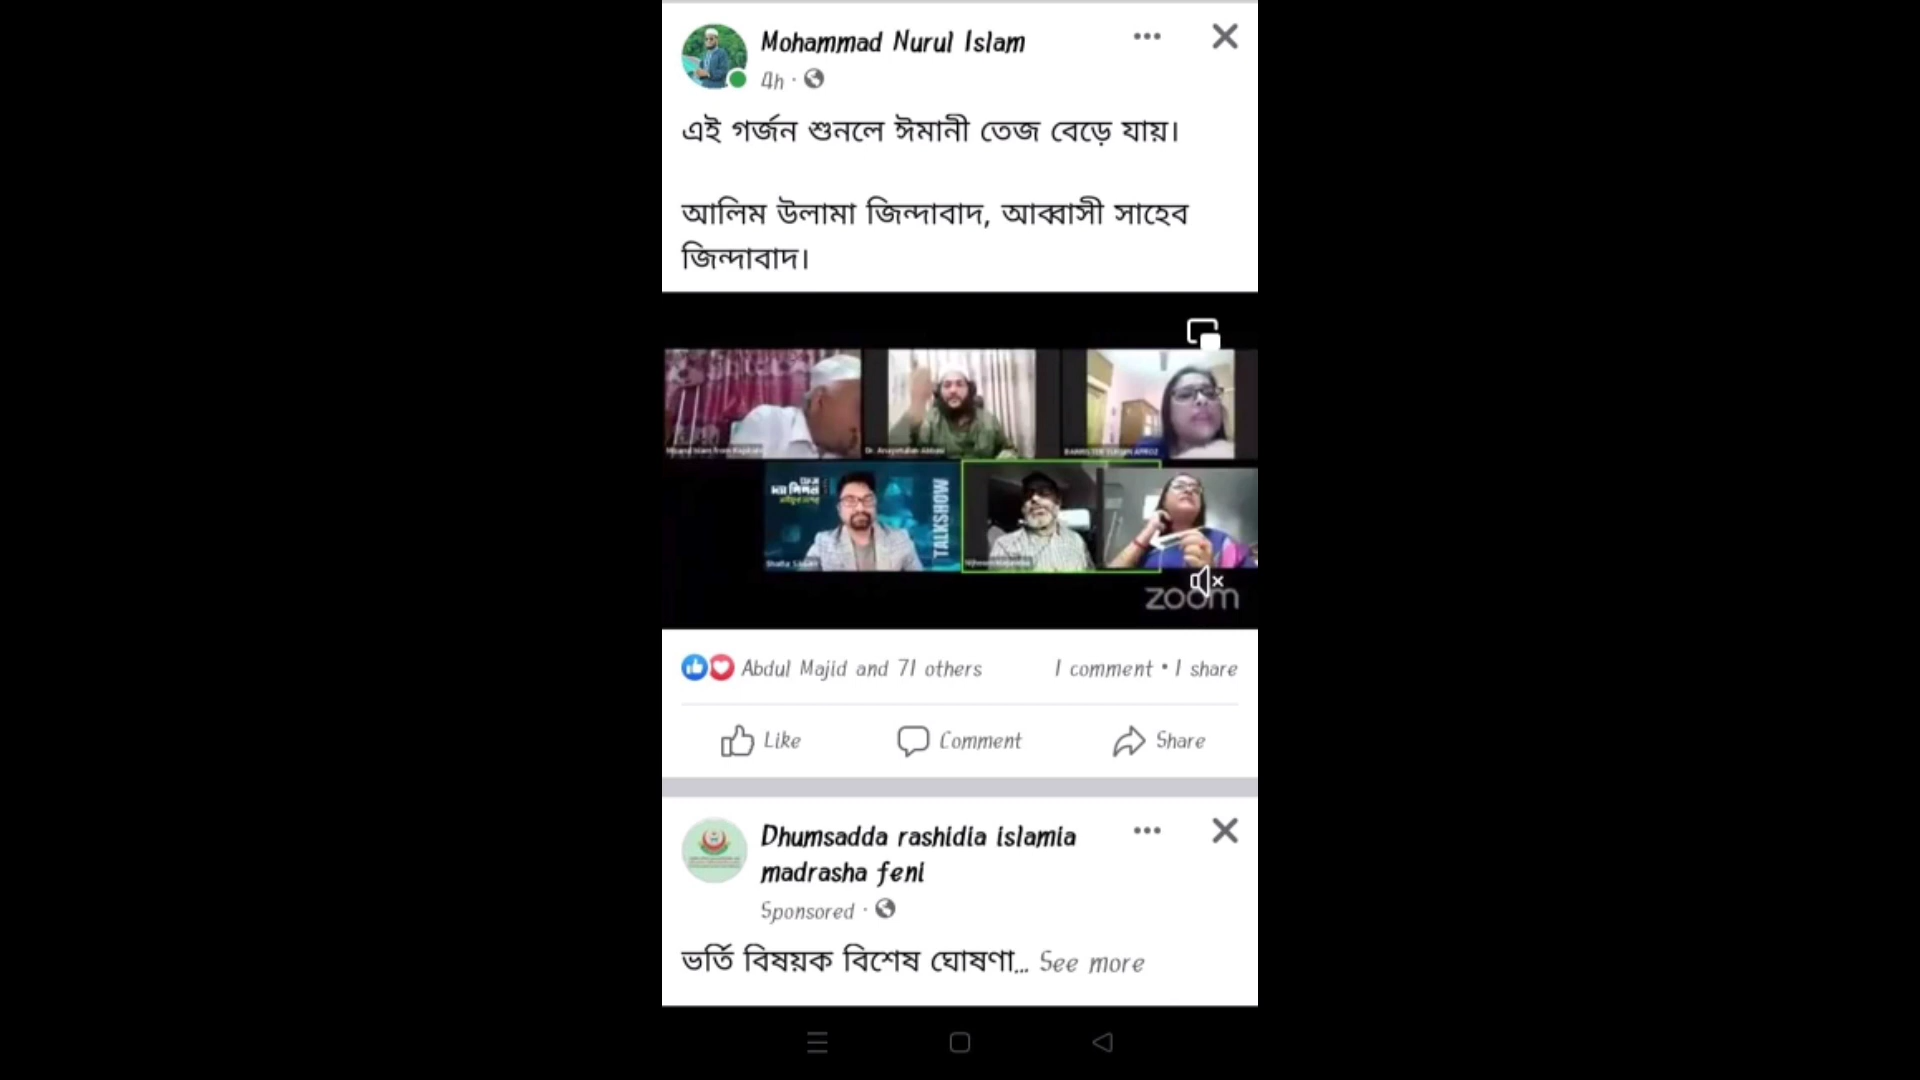 Mohammad Nurul Islam
4h ·
এই গর্জন শুনলে ঈমানী তেজ বেড়ে যায়।
আলিম উলামা জিন্দাবাদ, আব্বাসী সাহেব
জিন্দাবাদ।
TALKSHOW
zoom
Abdul Majid and 71 others 1 comment • 1 share
Like Comment Share
Dhumsadda rashidia islamia
madrasha feni
Sponsored ·
ভর্তি বিষয়ক বিশেষ ঘোষণা... See more